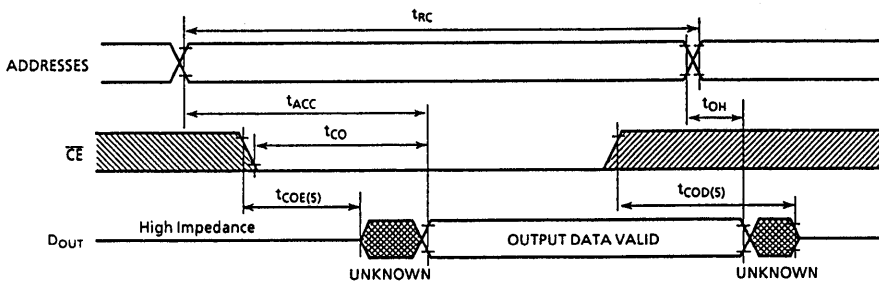 tRC
ADDRESSES
tACC
tOH
tCO
CE
tCOE(5)
tCOD(5)
High Impedance
DOUT
OUTPUT DATA VALID
UNKNOWN
UNKNOWN